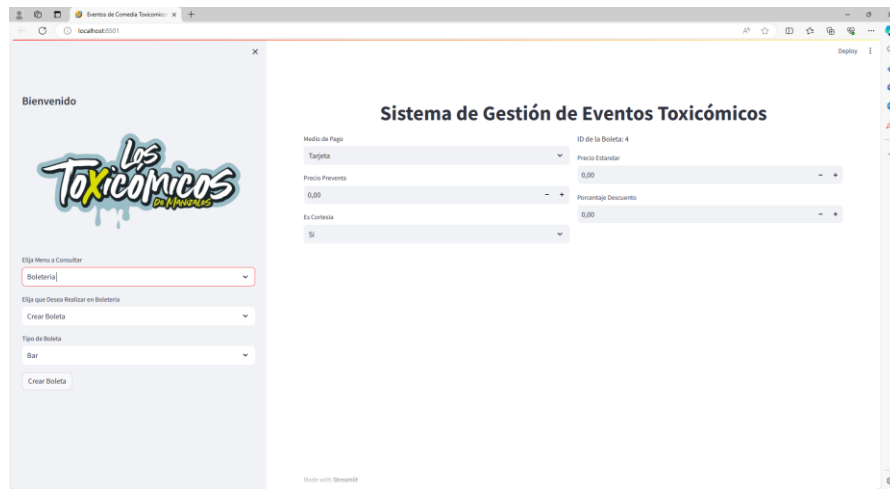 Eventos de Comedia Toxicomico
localhost:8501
Deploy
Bienvenido
Los
Toxicómicos
De Manizales
Elija Menu a Consultar
Boleteria
Elija que Desea Realizar en Boleteria
Crear Boleta
Tipo de Boleta
Bar
Crear Boleta
Sistema de Gestión de Eventos Toxicómicos
Medio de Pago
Tarjeta
Precio Preventa
0,00
Es Cortesia
Si
ID de la Boleta: 4
Precio Estandar
0,00
Porcentaje Descuento
0,00
Made with Streamlit